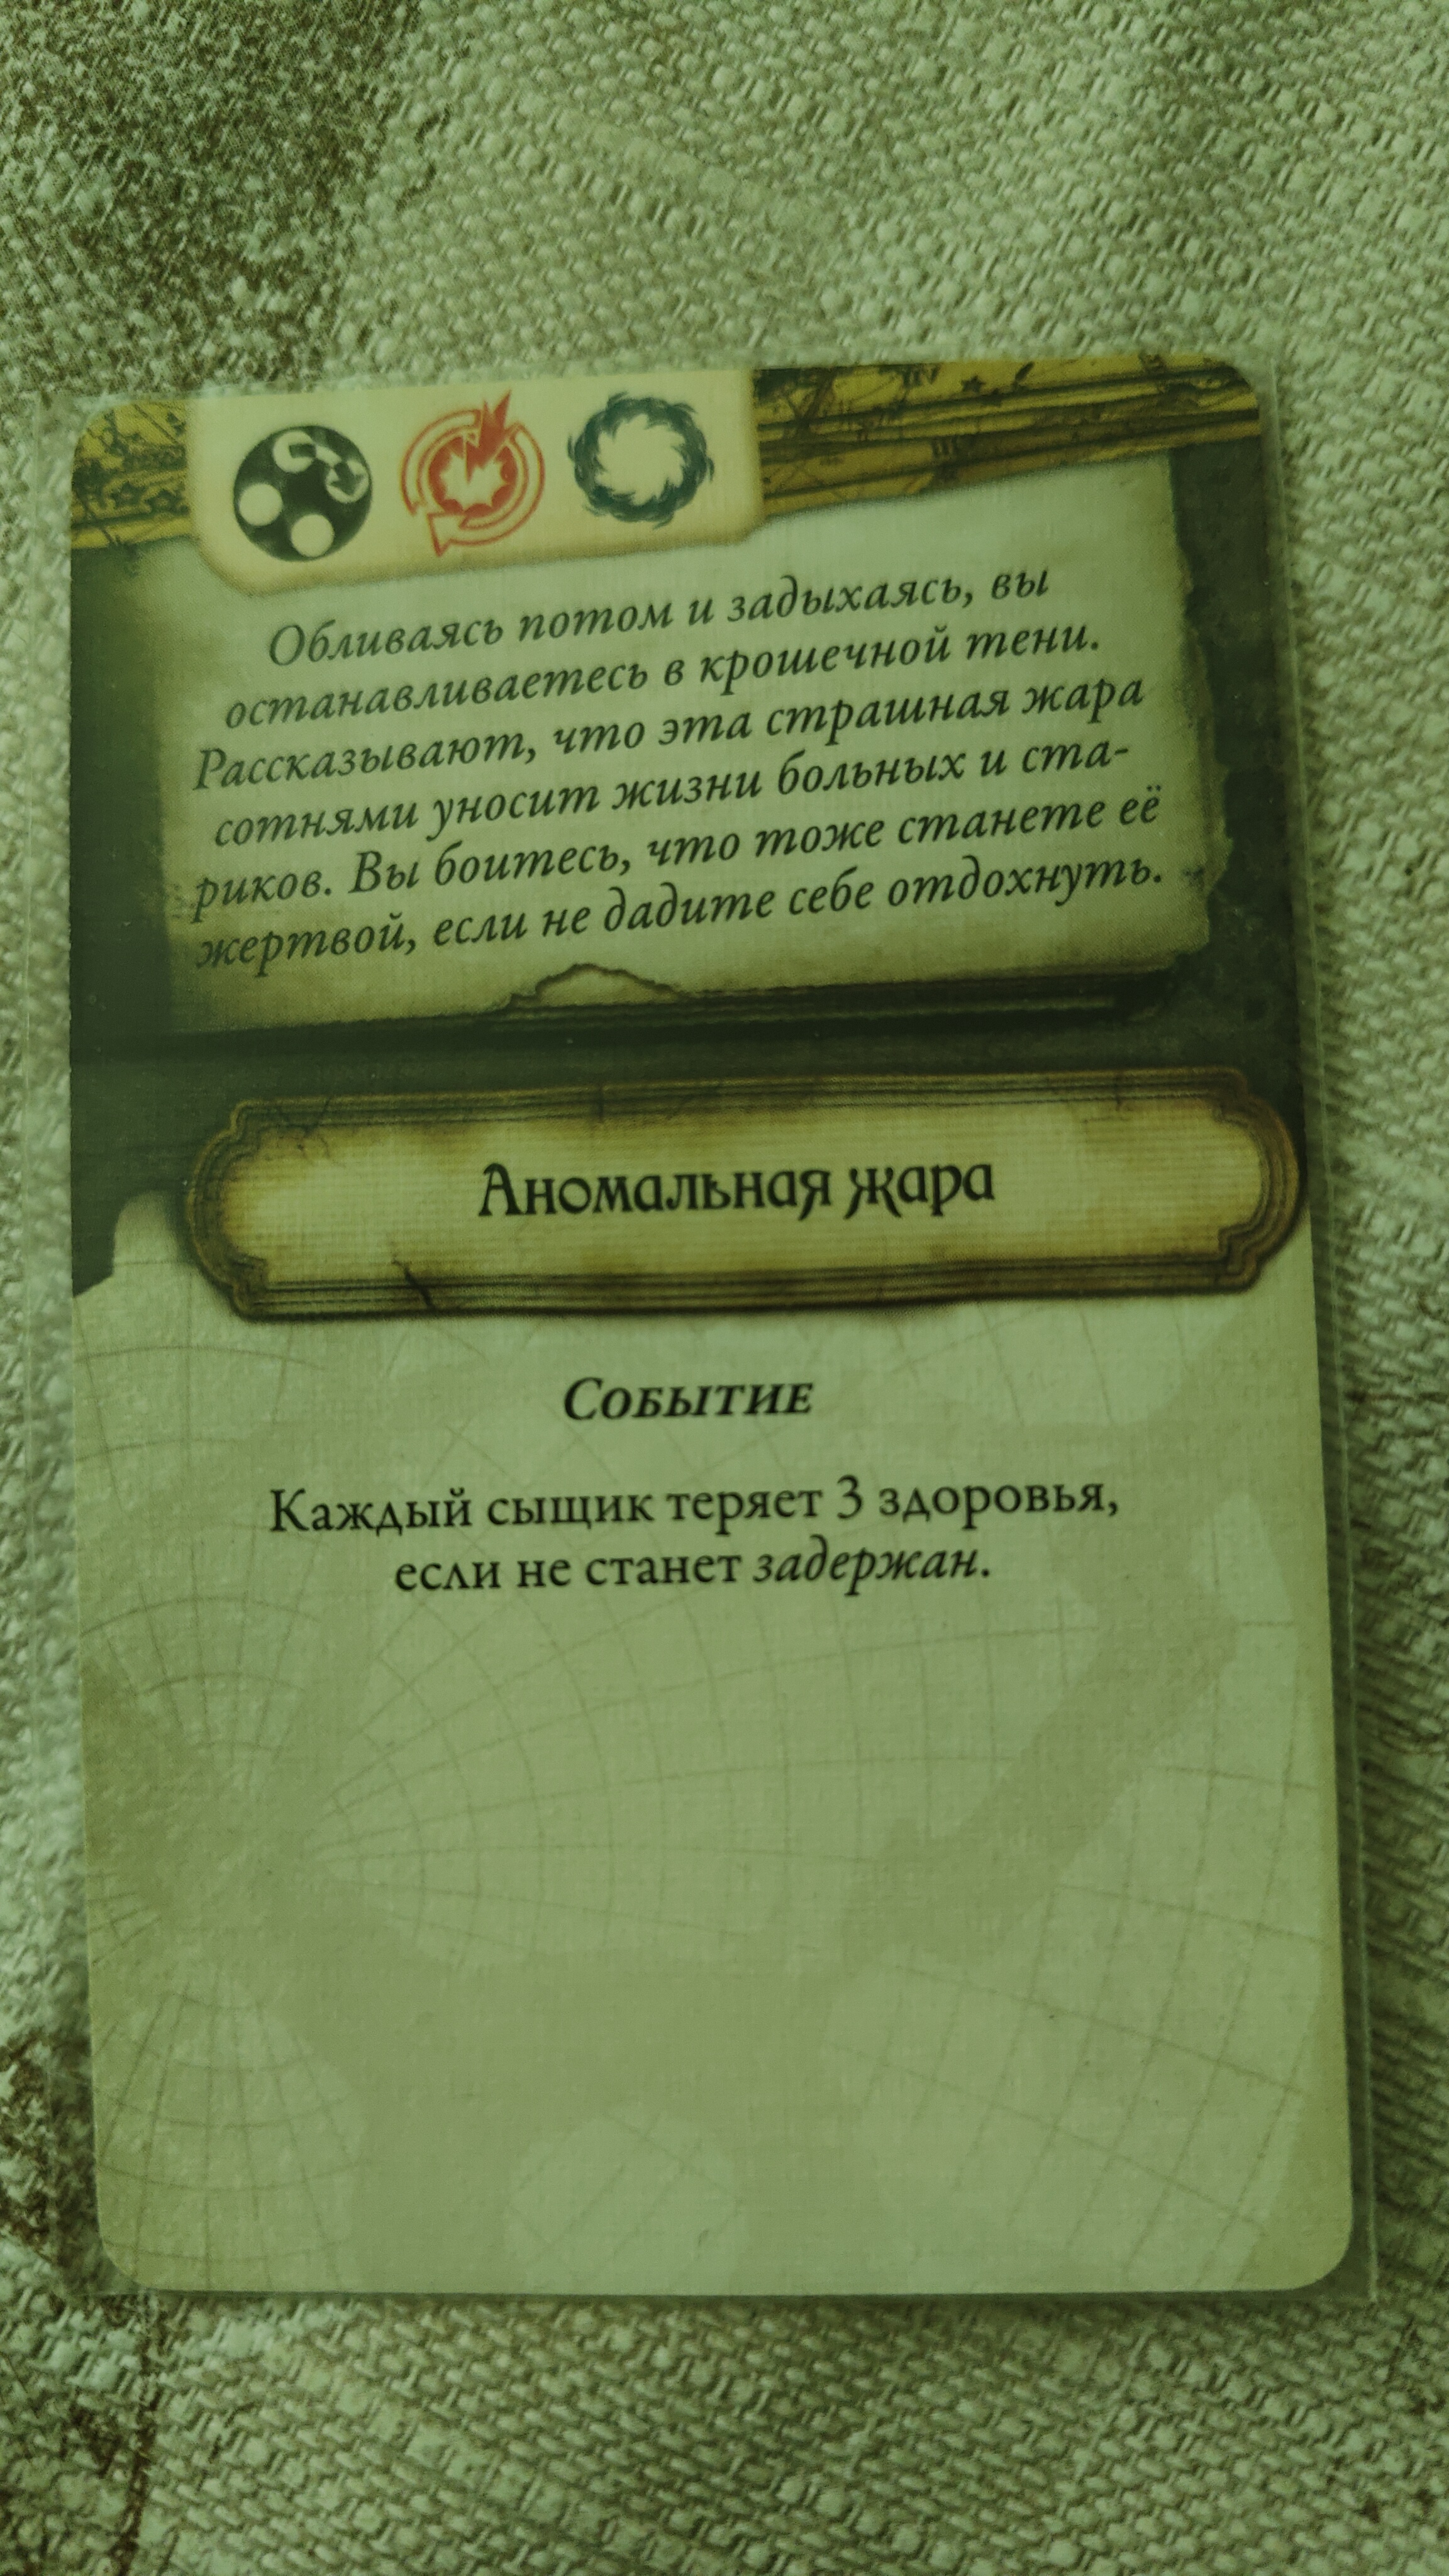 Обливаясь потом и задыхаясь, вы
останавливаетесь в крошечной тени.
Рассказывают, что эта страшная жара
сотнями уносит жизни больных и ста-
риков. Вы боитесь, что тоже станете её
жертвой, если не дадите себе отдохнуть.
Аномальная жара
Событие
Каждый сыщик теряет 3 здоровья,
если не станет задержан.